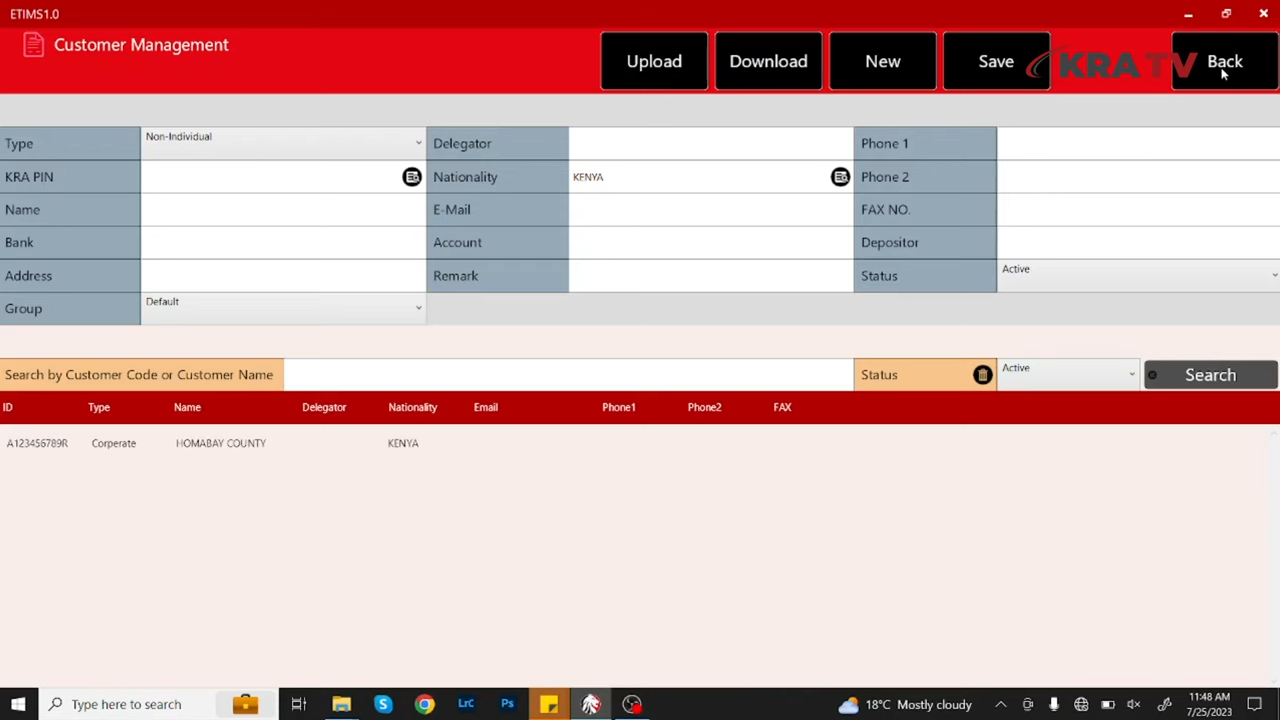 ETIMS1.0
Customer Management
Upload
Download
New
Save
KRA TV
Back
Type
Non-Individual
Delegator
Phone 1
KRA PIN
Nationality
KENYA
Phone 2
Name
E-Mail
FAX NO.
Bank
Account
Depositor
Address
Remark
Status
Active
Group
Default
Search by Customer Code or Customer Name
Status
Active
Search
ID Type Name Delegator Nationality Email Phone1 Phone2 FAX
A123456789R Corperate HOMABAY COUNTY KENYA
Type here to search
LrC
Ps
18°C Mostly cloudy
11:48 AM
7/25/2023